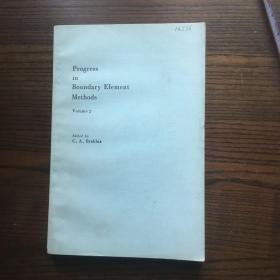 Progress
in
Boundary Element
Methods
Volume 2
Edited by
C. A. Brebbia